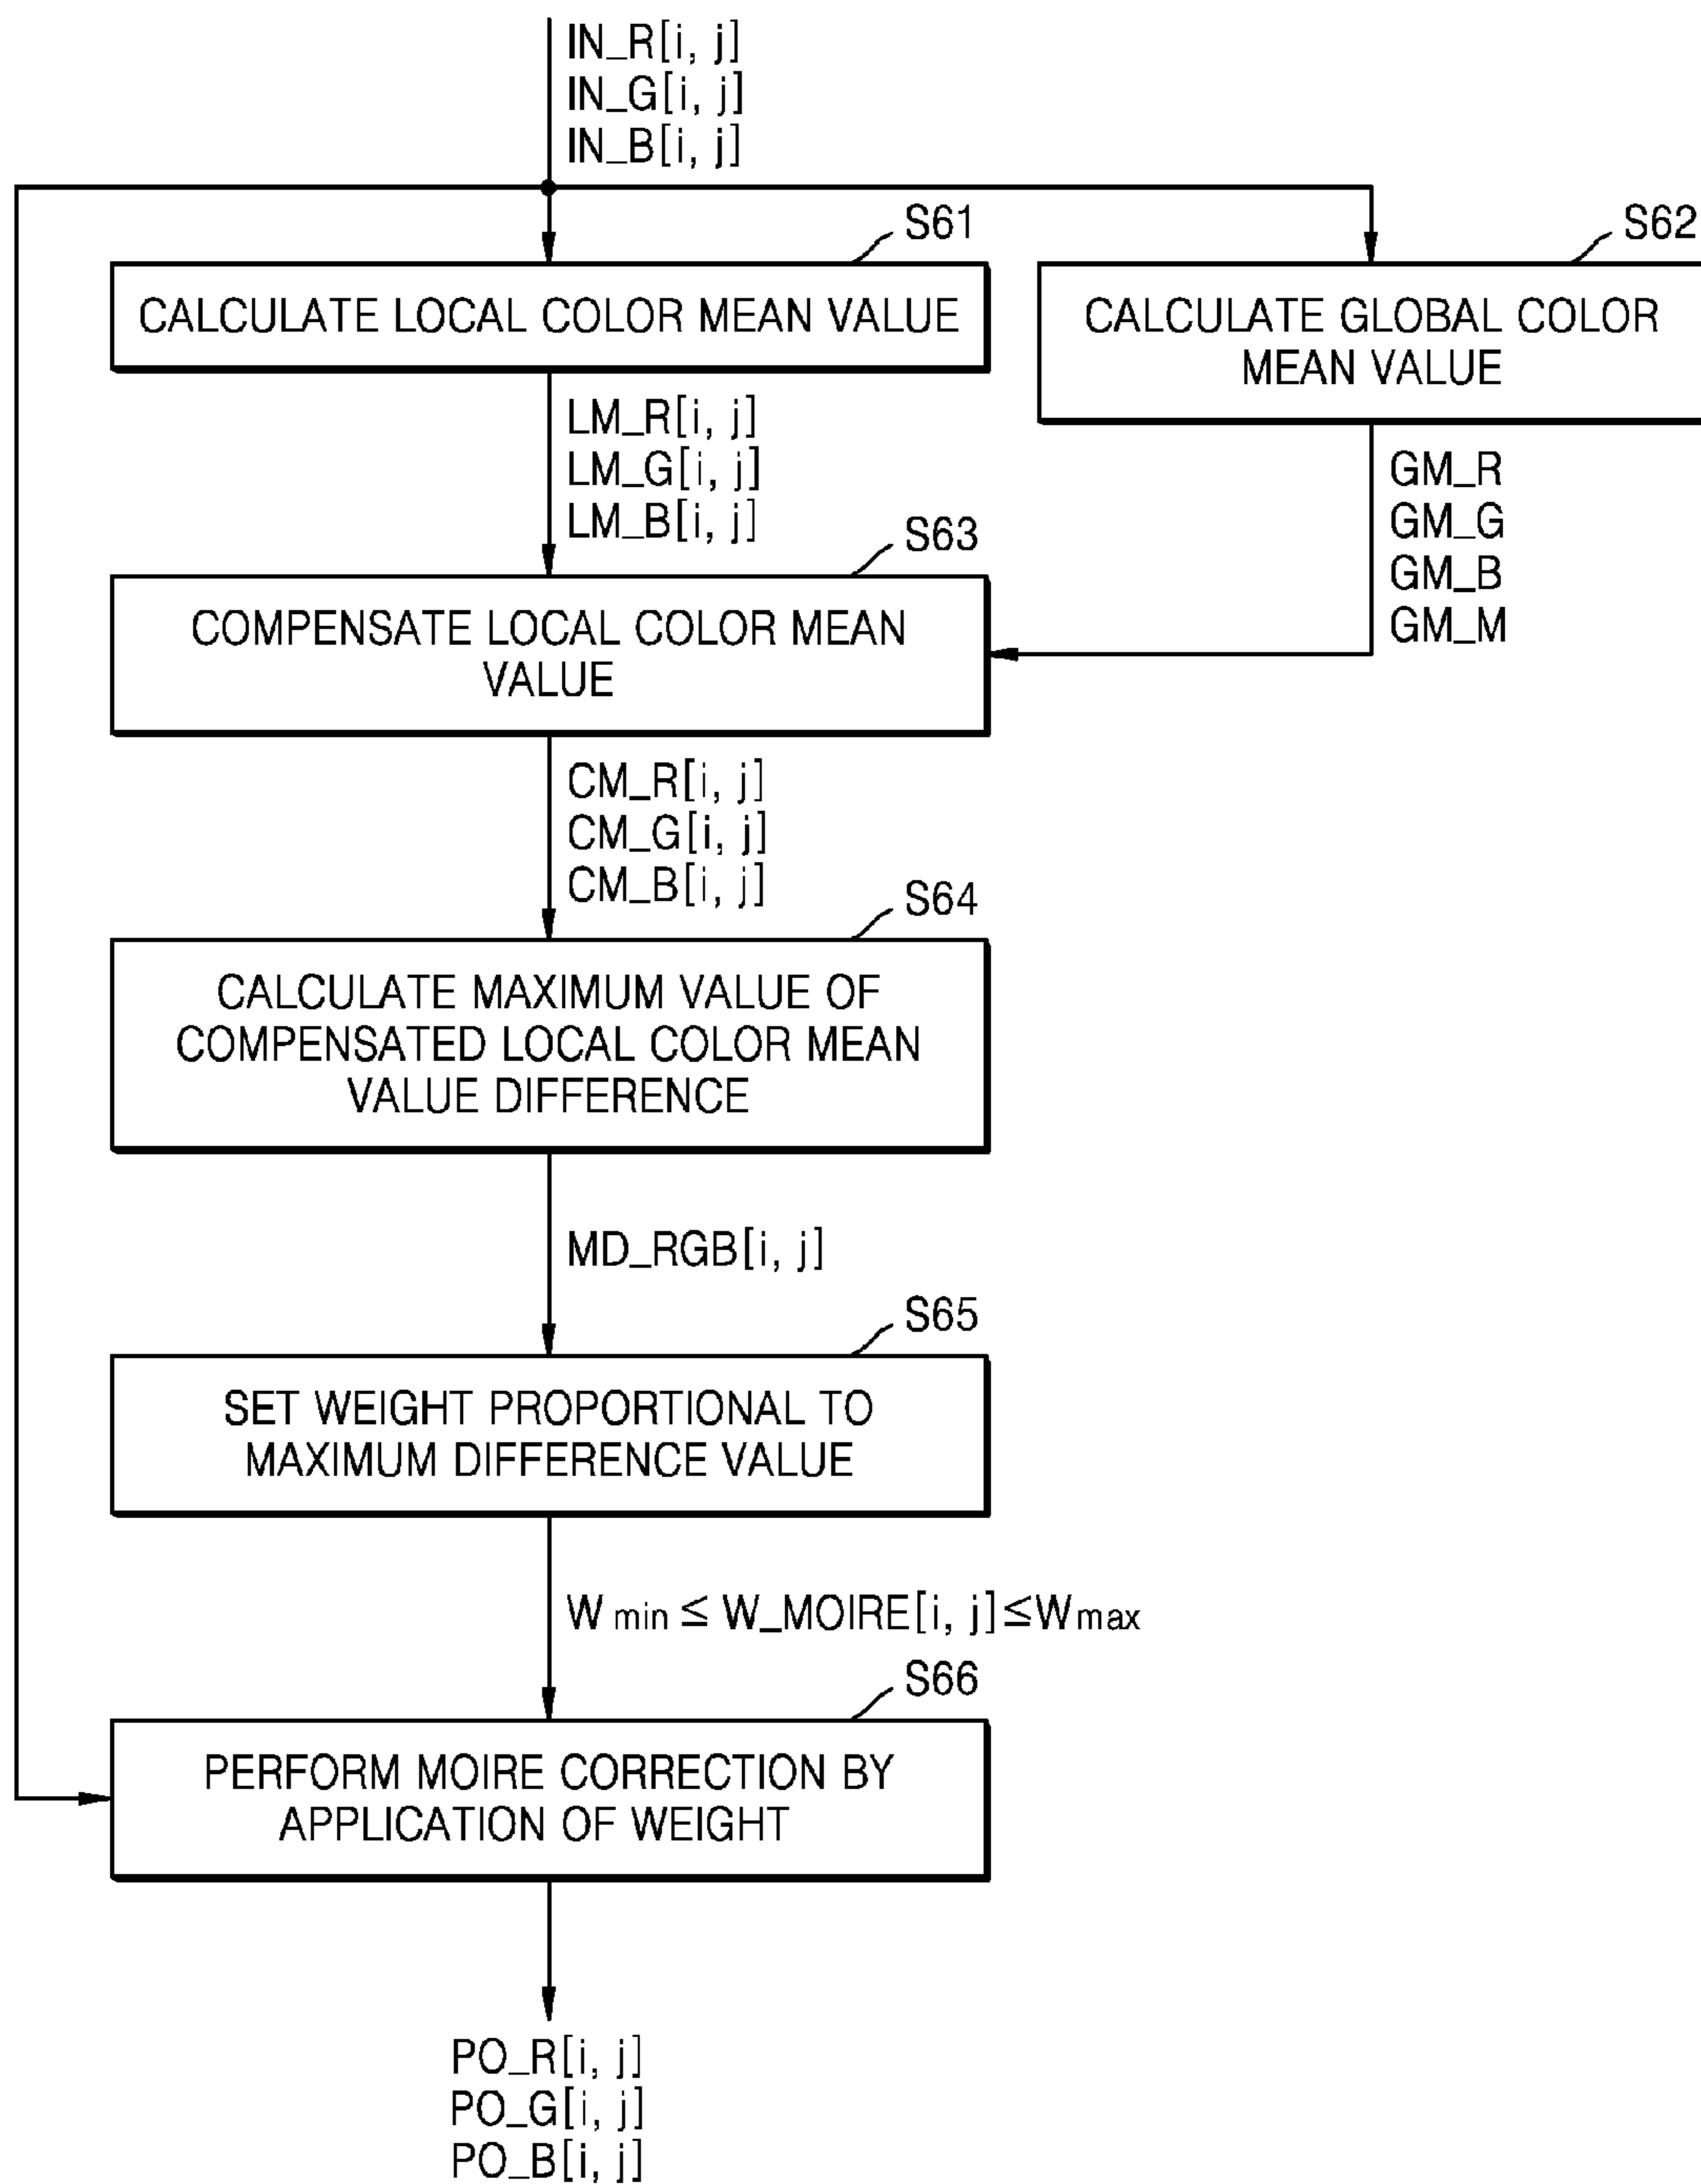 IN_R[i, j]
IN_G[i, j]
IN_B[i, j]
S61
CALCULATE LOCAL COLOR MEAN VALUE
S62
CALCULATE GLOBAL COLOR
MEAN VALUE
LM_R[i, j]
LM_G[i, j]
LM_B[i, j]
GM_R
GM_G
GM_B
GM_M
S63
COMPENSATE LOCAL COLOR MEAN
VALUE
CM_R[i, j]
CM_G[i, j]
CM_B[i, j]
S64
CALCULATE MAXIMUM VALUE OF
COMPENSATED LOCAL COLOR MEAN
VALUE DIFFERENCE
MD_RGB[i, j]
S65
SET WEIGHT PROPORTIONAL TO
MAXIMUM DIFFERENCE VALUE
W min ≤ W_MOIRE[i, j]≤Wmax
S66
PERFORM MOIRE CORRECTION BY
APPLICATION OF WEIGHT
PO_R[i, j]
PO_G[i, j]
PO_B[i, j]